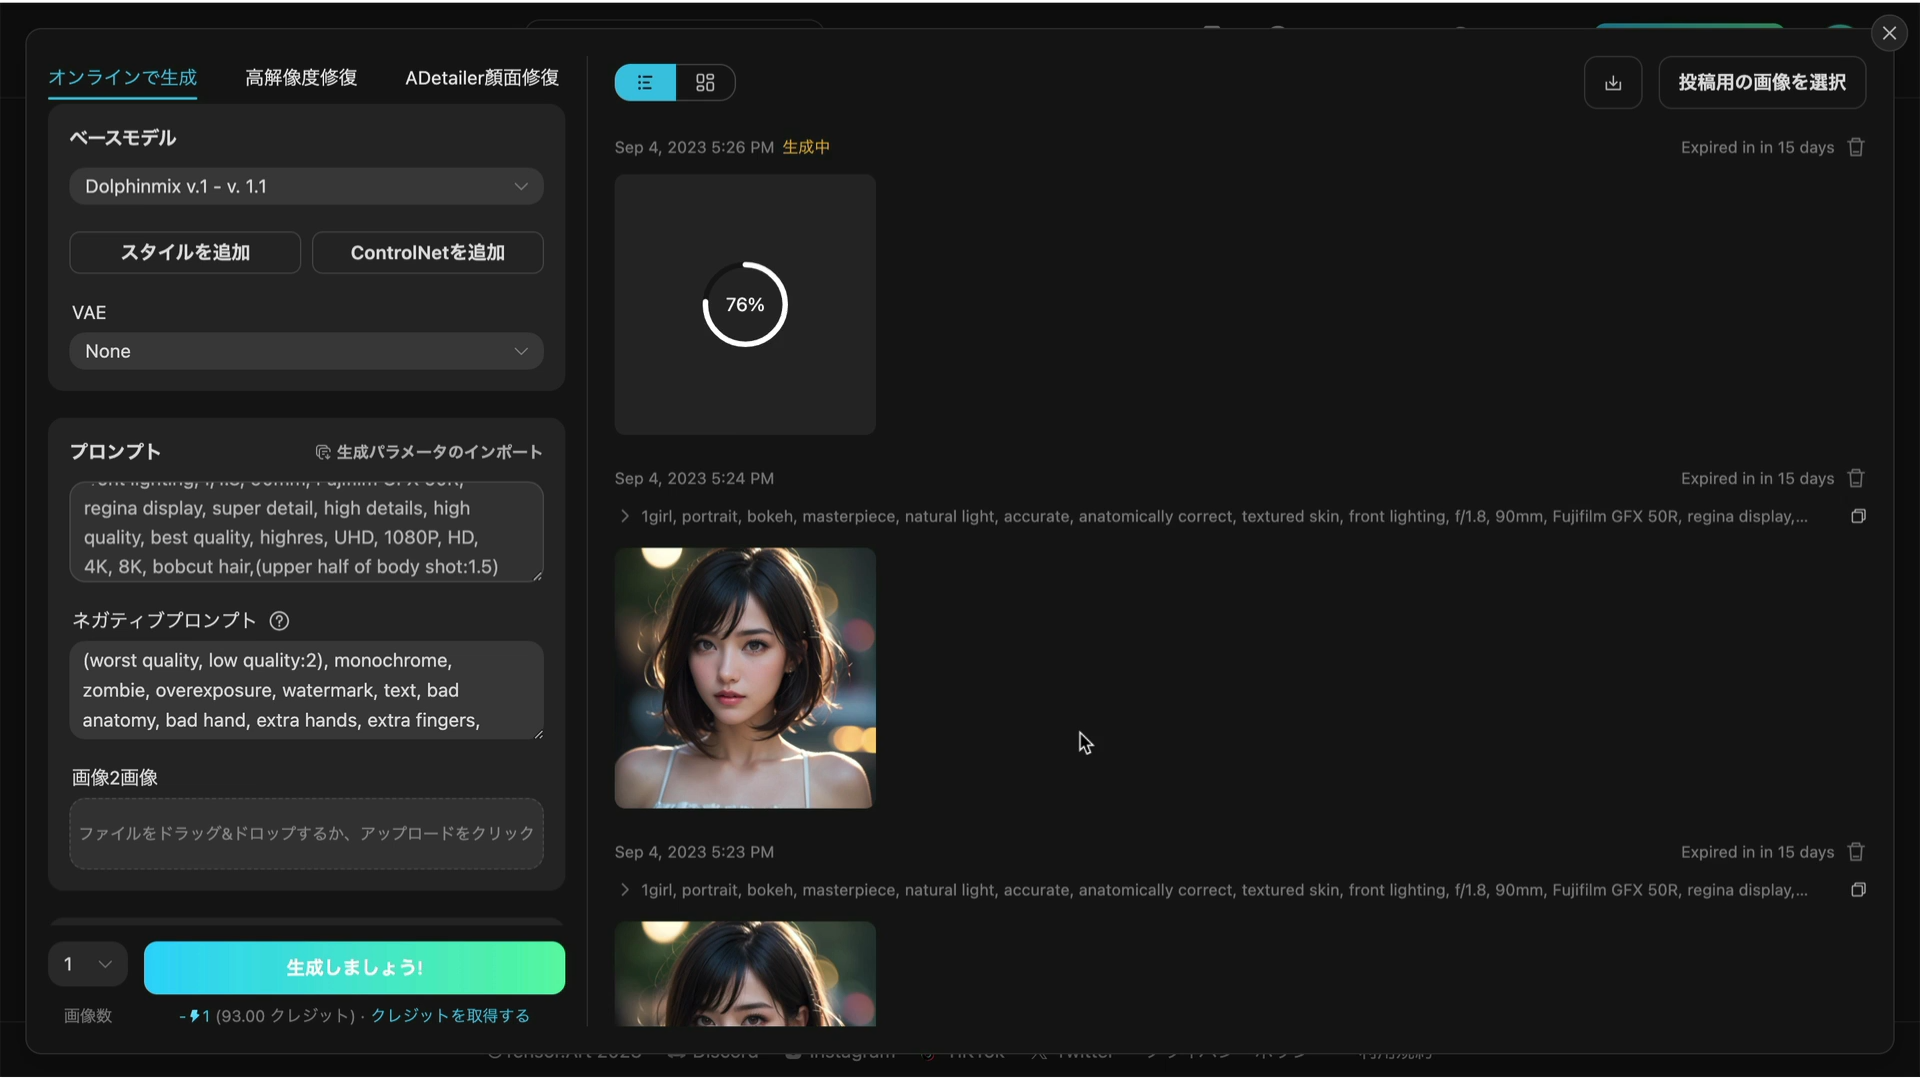 オンラインで生成
高解像度修復
ADetailer顔面修復
ベースモデル
Dolphinmix v.1 - v. 1.1
スタイルを追加
ControlNetを追加
VAE
None
プロンプト
生成パラメータのインポート
regina display, super detail, high details, high
quality, best quality, highres, UHD, 1080P, HD,
4K, 8K, bobcut hair,(upper half of body shot:1.5)
ネガティブプロンプト
(worst quality, low quality:2), monochrome,
zombie, overexposure, watermark, text, bad
anatomy, bad hand, extra hands, extra fingers,
画像2画像
ファイルをドラッグ&ドロップするか、アップロードをクリック
1
生成しましょう!
画像数
-1 (93.00 クレジット) · クレジットを取得する
投稿用の画像を選択
Sep 4, 2023 5:26 PM 生成中
Expired in in 15 days
76%
Sep 4, 2023 5:24 PM
Expired in in 15 days
1girl, portrait, bokeh, masterpiece, natural light, accurate, anatomically correct, textured skin, front lighting, f/1.8, 90mm, Fujifilm GFX 50R, regina display,...
Sep 4, 2023 5:23 PM
Expired in in 15 days
1girl, portrait, bokeh, masterpiece, natural light, accurate, anatomically correct, textured skin, front lighting, f/1.8, 90mm, Fujifilm GFX 50R, regina display,...